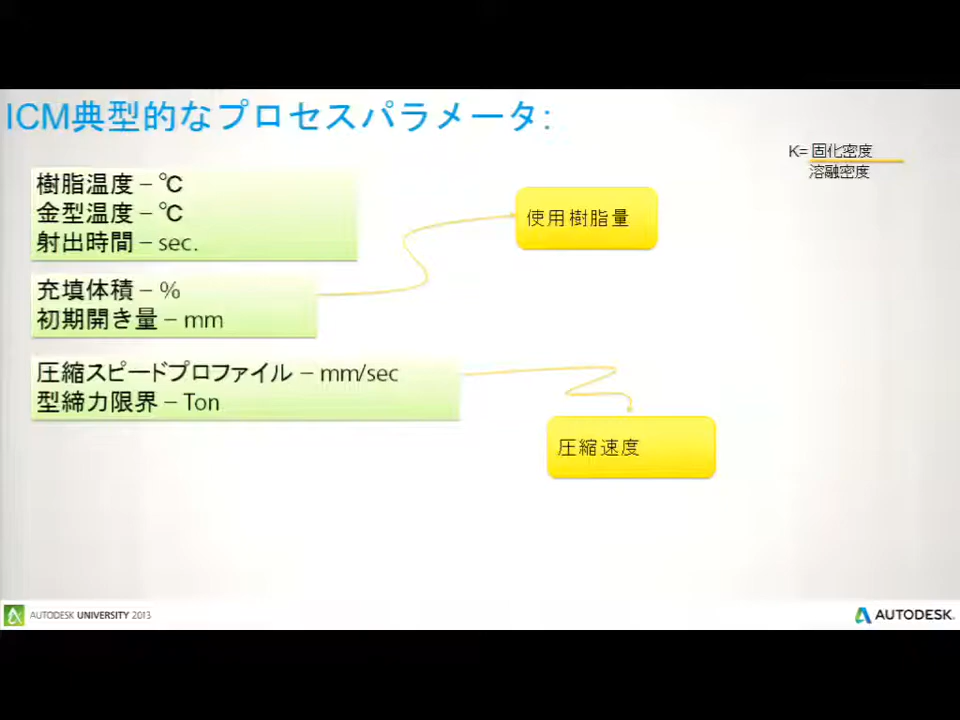 ICM典型的なプロセスパラメータ:
K= 固化密度
溶融密度
樹脂温度 – ℃
金型温度 – ℃
射出時間 – sec.
使用樹脂量
充填体積 – %
初期開き量 – mm
圧縮スピードプロファイル – mm/sec
型締力限界 – Ton
圧縮速度
AUTODESK UNIVERSITY 2013
AUTODESK.